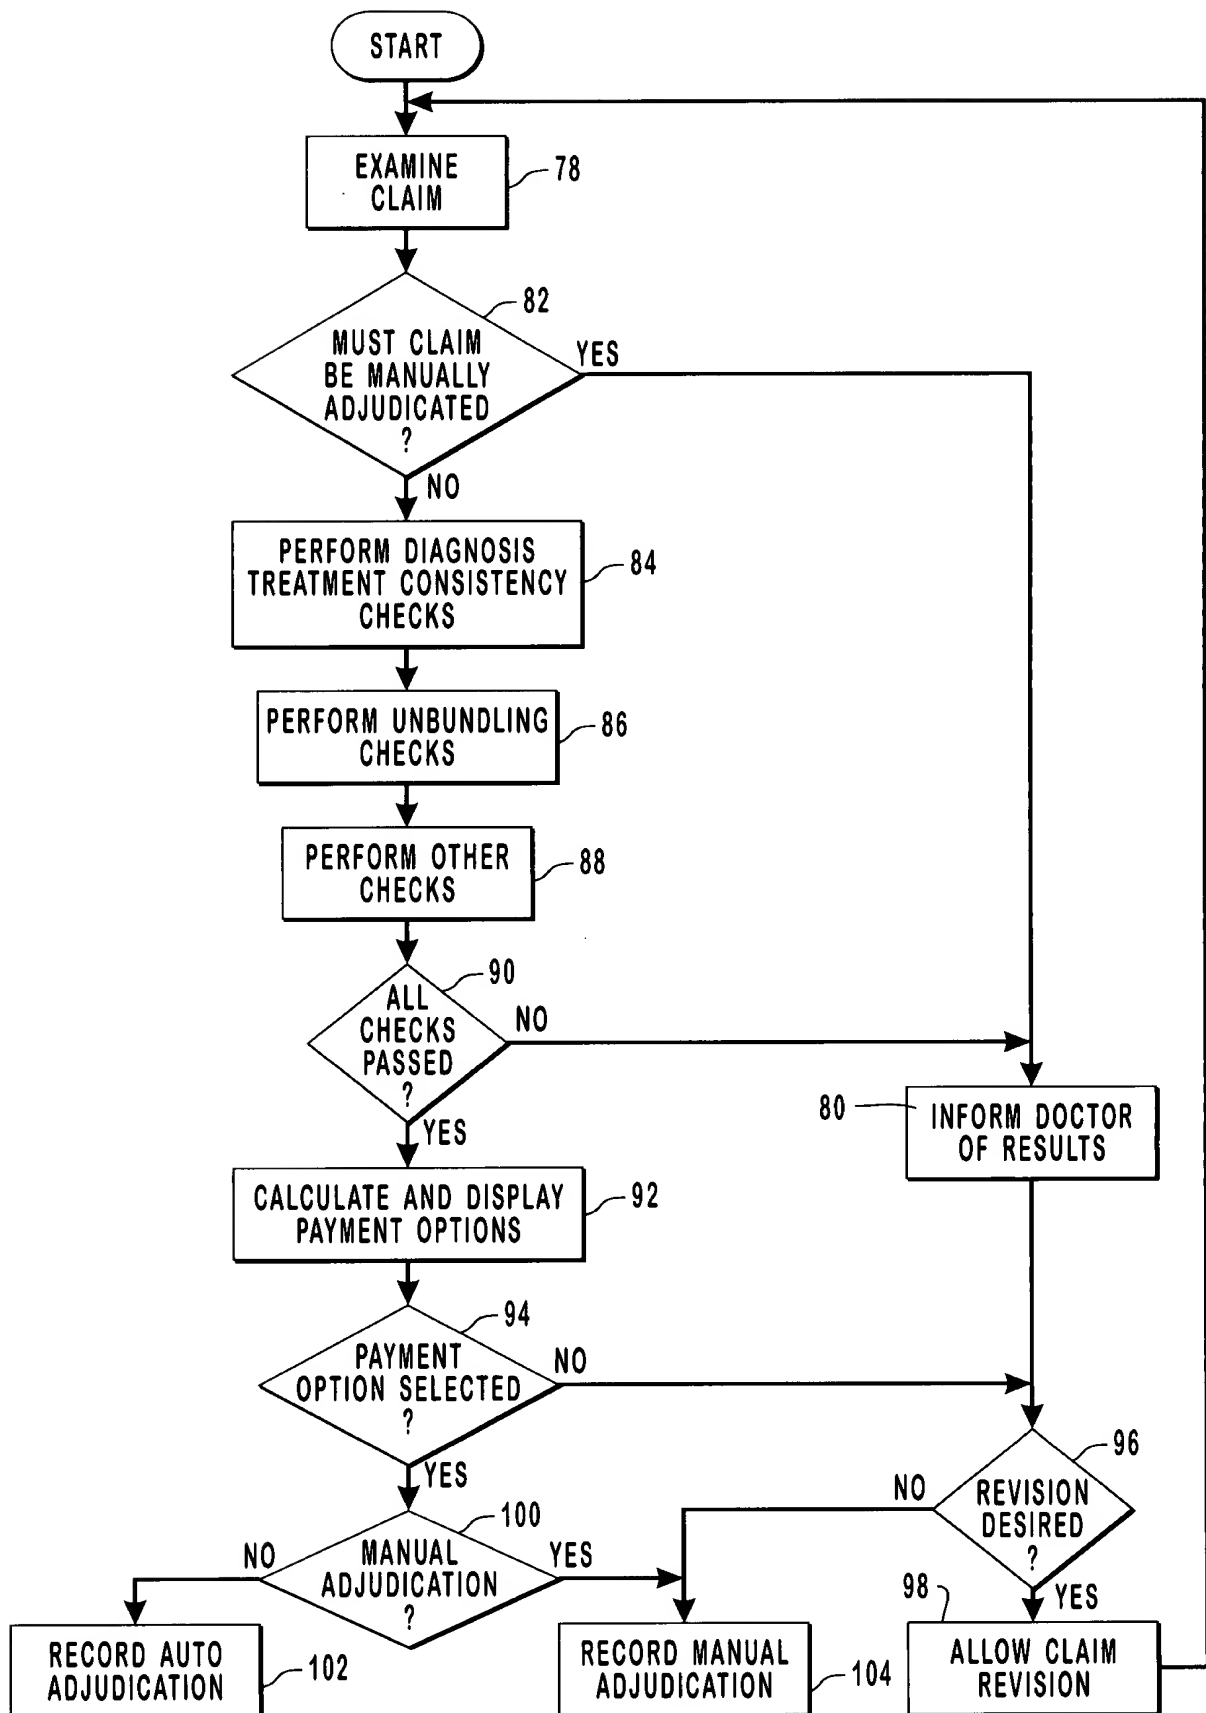 START
EXAMINE
CLAIM
78
82
MUST CLAIM
BE MANUALLY
ADJUDICATED
?
YES
NO
PERFORM DIAGNOSIS
TREATMENT CONSISTENCY
CHECKS
84
PERFORM UNBUNDLING
CHECKS
86
PERFORM OTHER
CHECKS
88
90
ALL
CHECKS
PASSED
?
NO
YES
80
INFORM DOCTOR
OF RESULTS
CALCULATE AND DISPLAY
PAYMENT OPTIONS
92
94
PAYMENT
OPTION SELECTED
?
NO
YES
96
REVISION
DESIRED
?
NO
YES
100
MANUAL
ADJUDICATION
?
NO
YES
98
RECORD AUTO
ADJUDICATION
102
RECORD MANUAL
ADJUDICATION
104
ALLOW CLAIM
REVISION